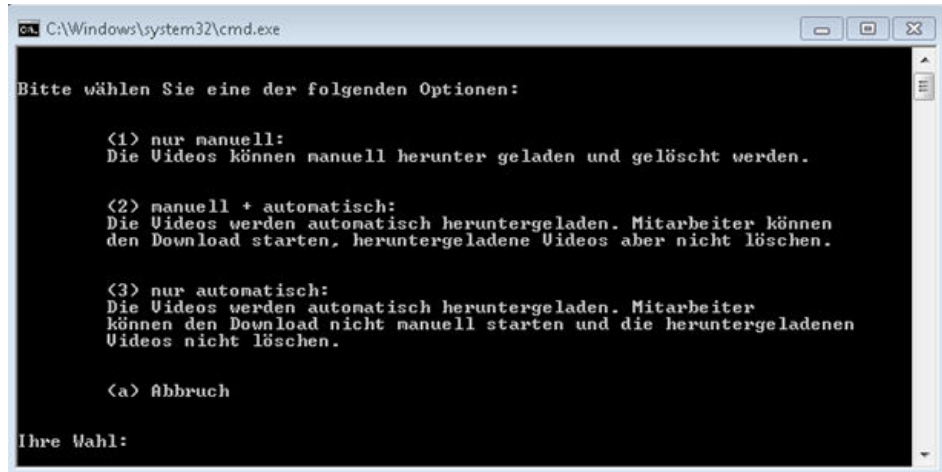 C:\Windows\system32\cmd.exe
Bitte wählen Sie eine der folgenden Optionen:
(1) nur manuell:
Die Videos können manuell herunter geladen und gelöscht werden.
(2) manuell + automatisch:
Die Videos werden automatisch heruntergeladen. Mitarbeiter können
den Download starten, heruntergeladene Videos aber nicht löschen.
(3) nur automatisch:
Die Videos werden automatisch heruntergeladen. Mitarbeiter
können den Download nicht manuell starten und die heruntergeladenen
Videos nicht löschen.
(a) Abbruch
Ihre Wahl: